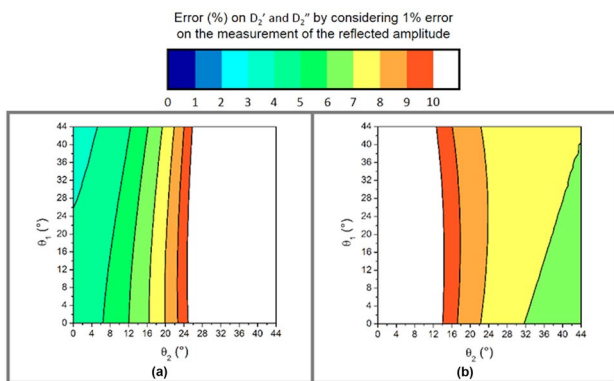 Error (%) on D₂′ and D₂″ by considering 1% error
on the measurement of the reflected amplitude
0 1 2 3 4 5 6 7 8 9 10
44
40
36
32
28
24
20
16
12
8
4
0
θ₁ (°)
0 4 8 12 16 20 24 28 32 36 40 44
θ₂ (°)
(a)
44
40
36
32
28
24
20
16
12
8
4
0
θ₁ (°)
0 4 8 12 16 20 24 28 32 36 40 44
θ₂ (°)
(b)